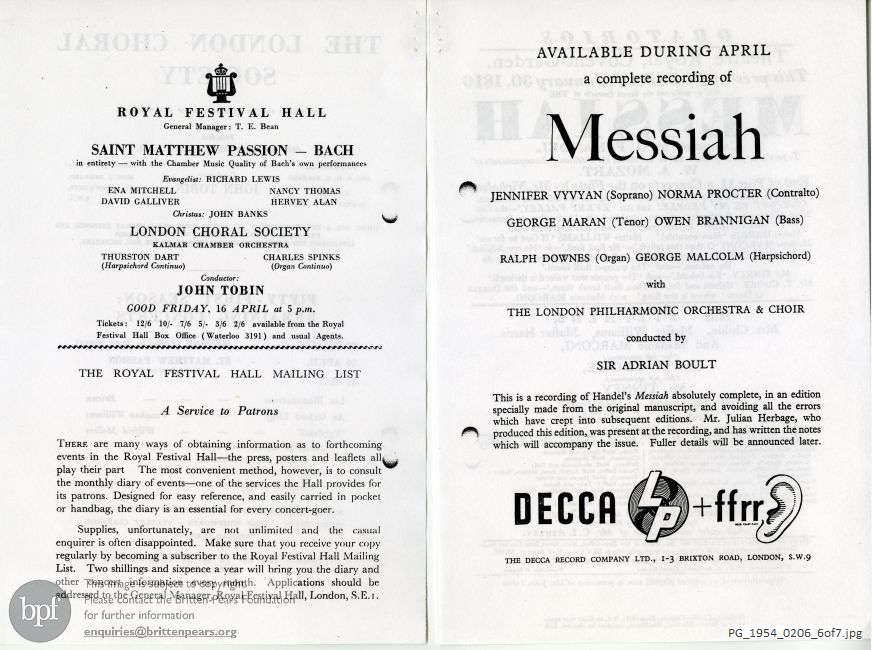 ROYAL FESTIVAL HALL
General Manager: T. E. Bean
SAINT MATTHEW PASSION — BACH
in entirety — with the Chamber Music Quality of Bach's own performances
Evangelist: RICHARD LEWIS
ENA MITCHELL NANCY THOMAS
DAVID GALLIVER HERVEY ALAN
Christus: JOHN BANKS
LONDON CHORAL SOCIETY
KALMAR CHAMBER ORCHESTRA
THURSTON DART CHARLES SPINKS
(Harpsichord Continuo) (Organ Continuo)
Conductor:
JOHN TOBIN
GOOD FRIDAY, 16 APRIL at 5 p.m.
Tickets: 12/6 10/- 7/6 5/- 3/6 2/6 available from the Royal
Festival Hall Box Office (Waterloo 3191) and usual Agents.
THE ROYAL FESTIVAL HALL MAILING LIST
A Service to Patrons
THERE are many ways of obtaining information as to forthcoming
events in the Royal Festival Hall—the press, posters and leaflets all
play their part The most convenient method, however, is to consult
the monthly diary of events—one of the services the Hall provides for
its patrons. Designed for easy reference, and easily carried in pocket
or handbag, the diary is an essential for every concert-goer.
Supplies, unfortunately, are not unlimited and the casual
enquirer is often disappointed. Make sure that you receive your copy
regularly by becoming a subscriber to the Royal Festival Hall Mailing
List. Two shillings and sixpence a year will bring you the diary and
other concert information every month. Applications should be
addressed to the General Manager, Royal Festival Hall, London, S.E.1.
bpf
This image is subject to copyright
Please contact the Britten-Pears Foundation
for further information
enquiries@brittenpears.org
AVAILABLE DURING APRIL
a complete recording of
Messiah
JENNIFER VYVYAN (Soprano) NORMA PROCTER (Contralto)
GEORGE MARAN (Tenor) OWEN BRANNIGAN (Bass)
RALPH DOWNES (Organ) GEORGE MALCOLM (Harpsichord)
with
THE LONDON PHILHARMONIC ORCHESTRA & CHOIR
conducted by
SIR ADRIAN BOULT
This is a recording of Handel's Messiah absolutely complete, in an edition
specially made from the original manuscript, and avoiding all the errors
which have crept into subsequent editions. Mr. Julian Herbage, who
produced this edition, was present at the recording, and has written the notes
which will accompany the issue. Fuller details will be announced later.
DECCA LP + ffrr
THE DECCA RECORD COMPANY LTD., 1-3 BRIXTON ROAD, LONDON, S.W.9
PG_1954_0206_6of7.jpg